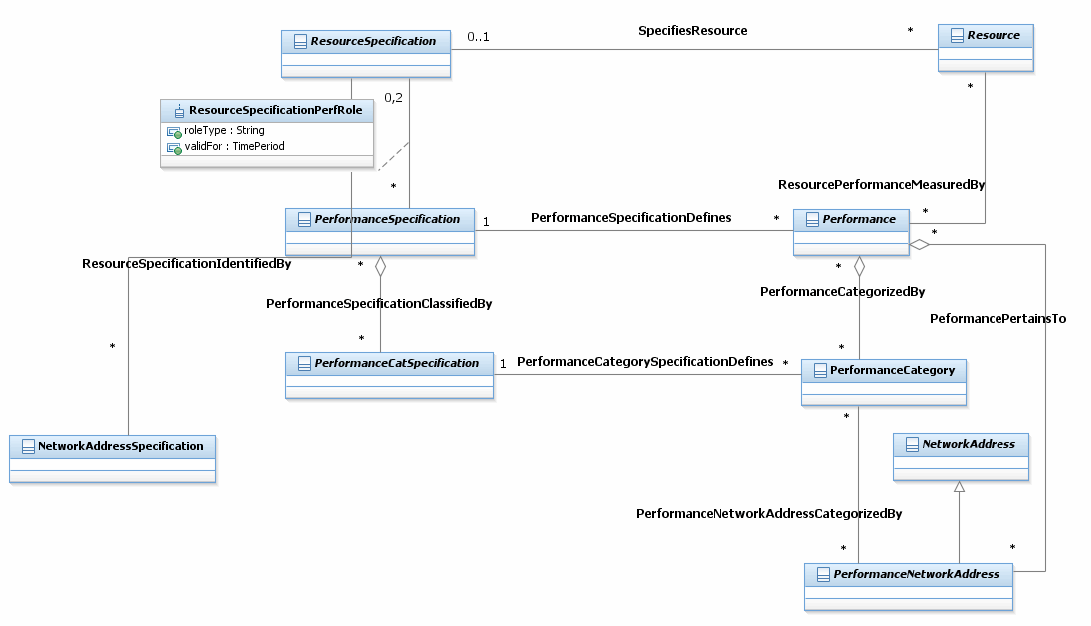 SpecifiesResource
ResourceSpecification
0..1
*
Resource
*
0,2
ResourceSpecificationPerfRole
roleType : String
validFor : TimePeriod
*
ResourcePerformanceMeasuredBy
PerformanceSpecification
1
PerformanceSpecificationDefines
*
Performance
*
*
ResourceSpecificationIdentifiedBy
*
*
PerformanceCategorizedBy
PerformanceSpecificationClassifiedBy
PeformancePertainsTo
*
*
*
PerformanceCatSpecification
1
PerformanceCategorySpecificationDefines
*
PerformanceCategory
*
NetworkAddressSpecification
NetworkAddress
PerformanceNetworkAddressCategorizedBy
*
*
PerformanceNetworkAddress